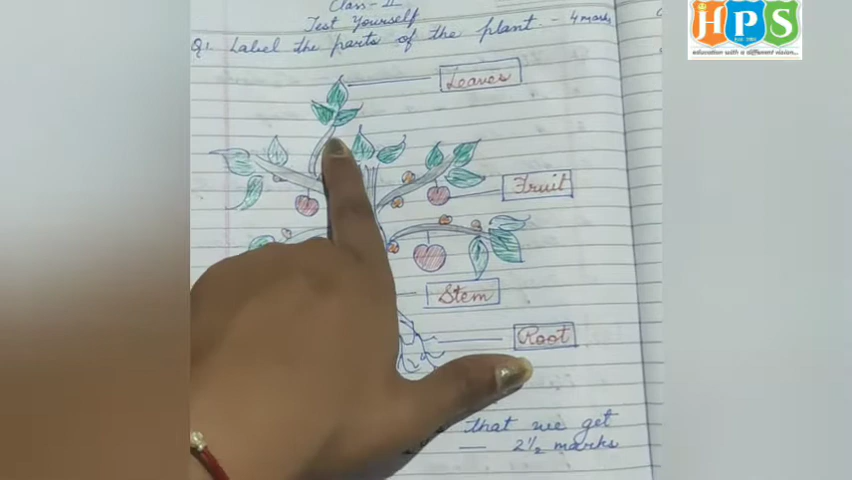 Class - II
Test Yourself
Q1. Label the parts of the plant. - 4 marks
Leaves
Fruit
Stem
Root
that we get
— 2½ marks
HPS
education with a different vision...